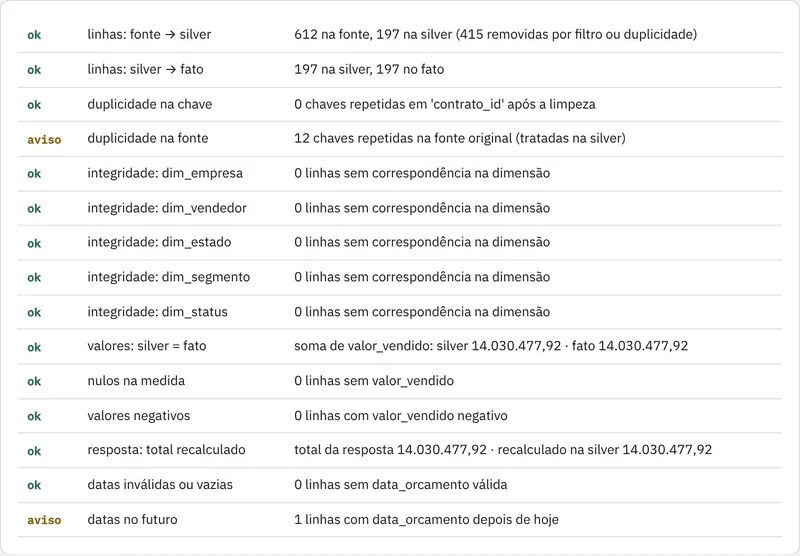 ok linhas: fonte → silver 612 na fonte, 197 na silver (415 removidas por filtro ou duplicidade)
ok linhas: silver → fato 197 na silver, 197 no fato
ok duplicidade na chave 0 chaves repetidas em 'contrato_id' após a limpeza
aviso duplicidade na fonte 12 chaves repetidas na fonte original (tratadas na silver)
ok integridade: dim_empresa 0 linhas sem correspondência na dimensão
ok integridade: dim_vendedor 0 linhas sem correspondência na dimensão
ok integridade: dim_estado 0 linhas sem correspondência na dimensão
ok integridade: dim_segmento 0 linhas sem correspondência na dimensão
ok integridade: dim_status 0 linhas sem correspondência na dimensão
ok valores: silver = fato soma de valor_vendido: silver 14.030.477,92 · fato 14.030.477,92
ok nulos na medida 0 linhas sem valor_vendido
ok valores negativos 0 linhas com valor_vendido negativo
ok resposta: total recalculado total da resposta 14.030.477,92 · recalculado na silver 14.030.477,92
ok datas inválidas ou vazias 0 linhas sem data_orcamento válida
aviso datas no futuro 1 linhas com data_orcamento depois de hoje